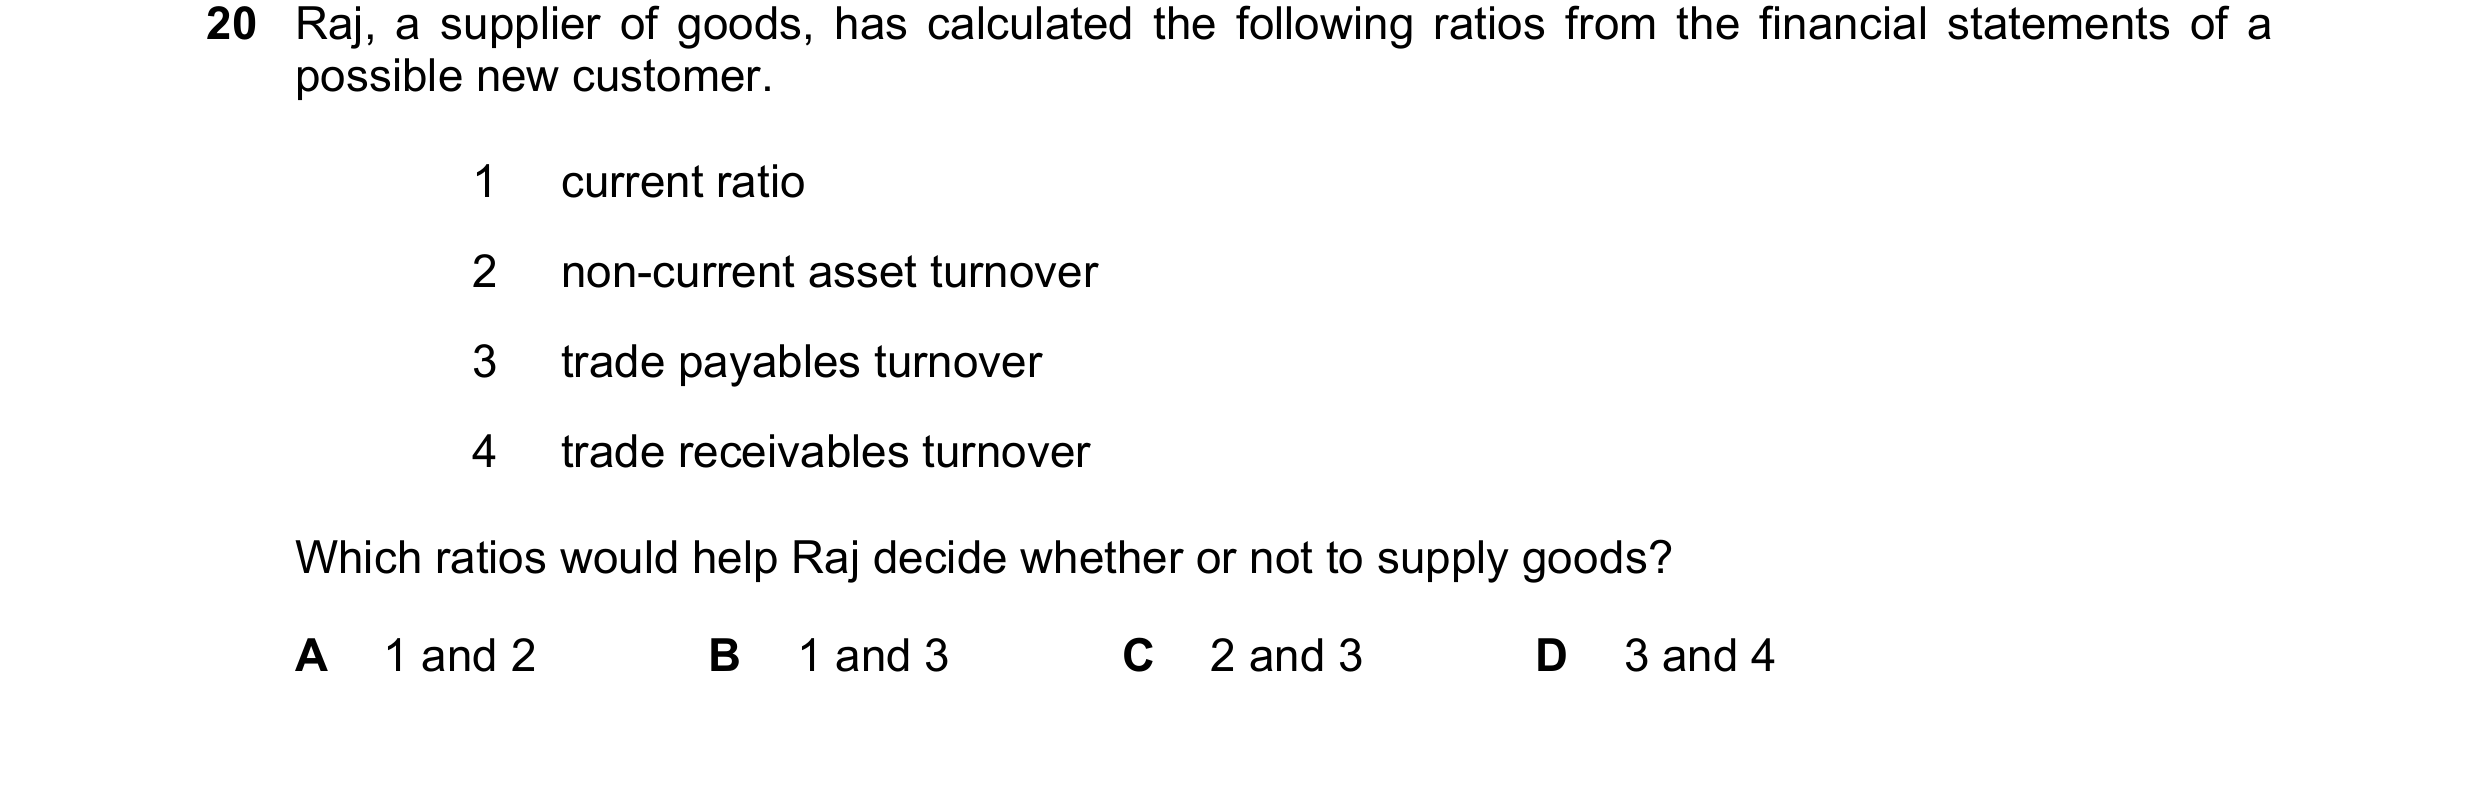 20 Raj, a supplier of goods, has calculated the following ratios from the financial statements of a
possible new customer.
1 current ratio
2 non-current asset turnover
3 trade payables turnover
4 trade receivables turnover
Which ratios would help Raj decide whether or not to supply goods?
A 1 and 2 B 1 and 3 C 2 and 3 D 3 and 4